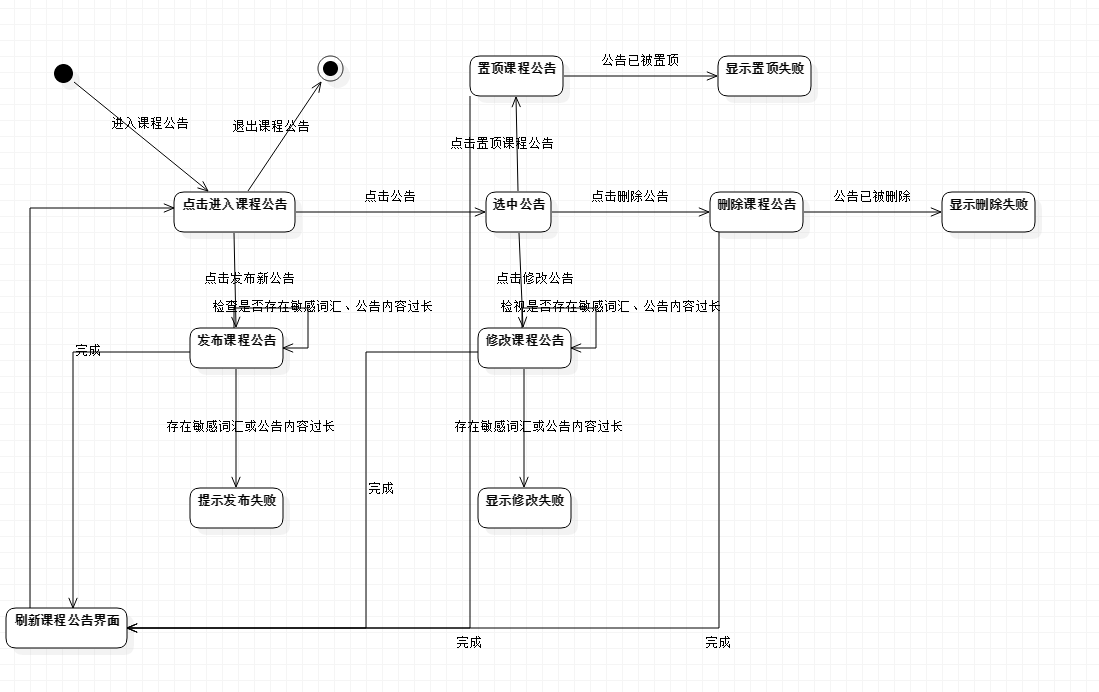 置顶课程公告
公告已被置顶
显示置顶失败
进入课程公告
退出课程公告
点击置顶课程公告
点击进入课程公告
点击公告
选中公告
点击删除公告
删除课程公告
公告已被删除
显示删除失败
点击发布新公告
点击修改公告
检查是否存在敏感词汇、公告内容过长
检视是否存在敏感词汇、公告内容过长
发布课程公告
修改课程公告
完成
存在敏感词汇或公告内容过长
存在敏感词汇或公告内容过长
完成
提示发布失败
显示修改失败
刷新课程公告界面
完成
完成